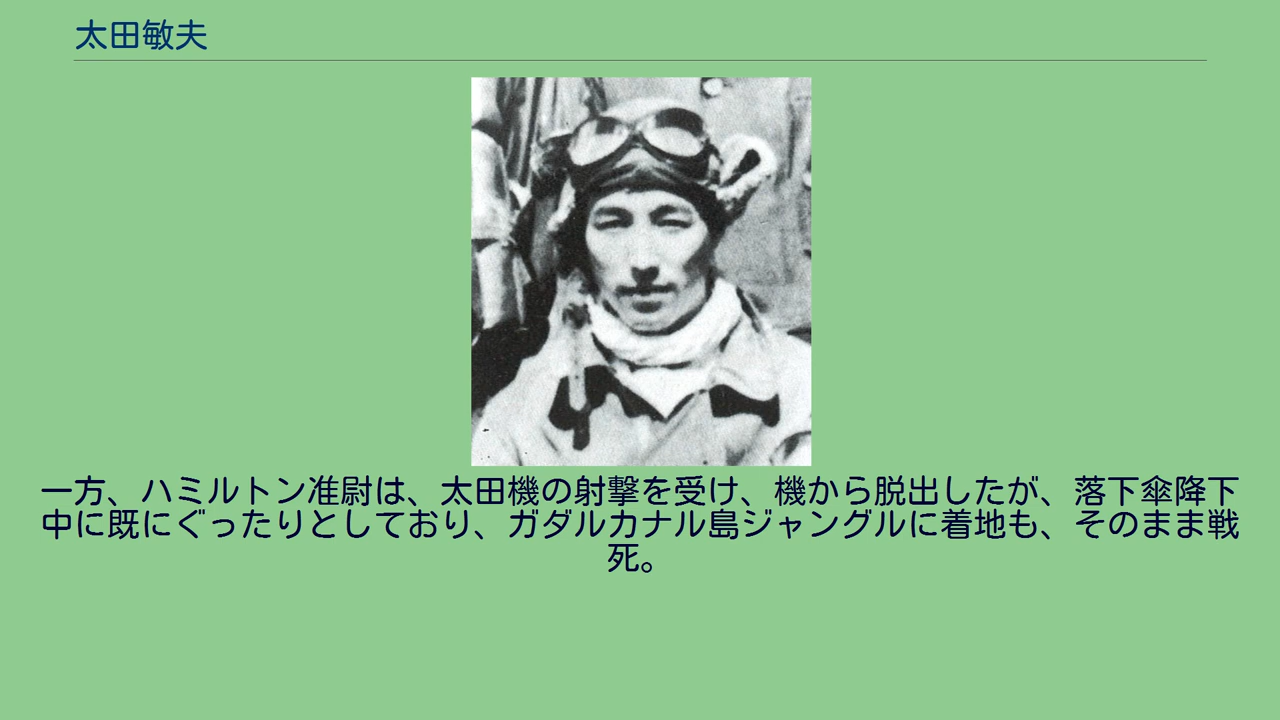 太田敏夫
一方、ハミルトン准尉は、太田機の射撃を受け、機から脱出したが、落下傘降下
中に既にぐったりとしており、ガダルカナル島ジャングルに着地も、そのまま戦
死。